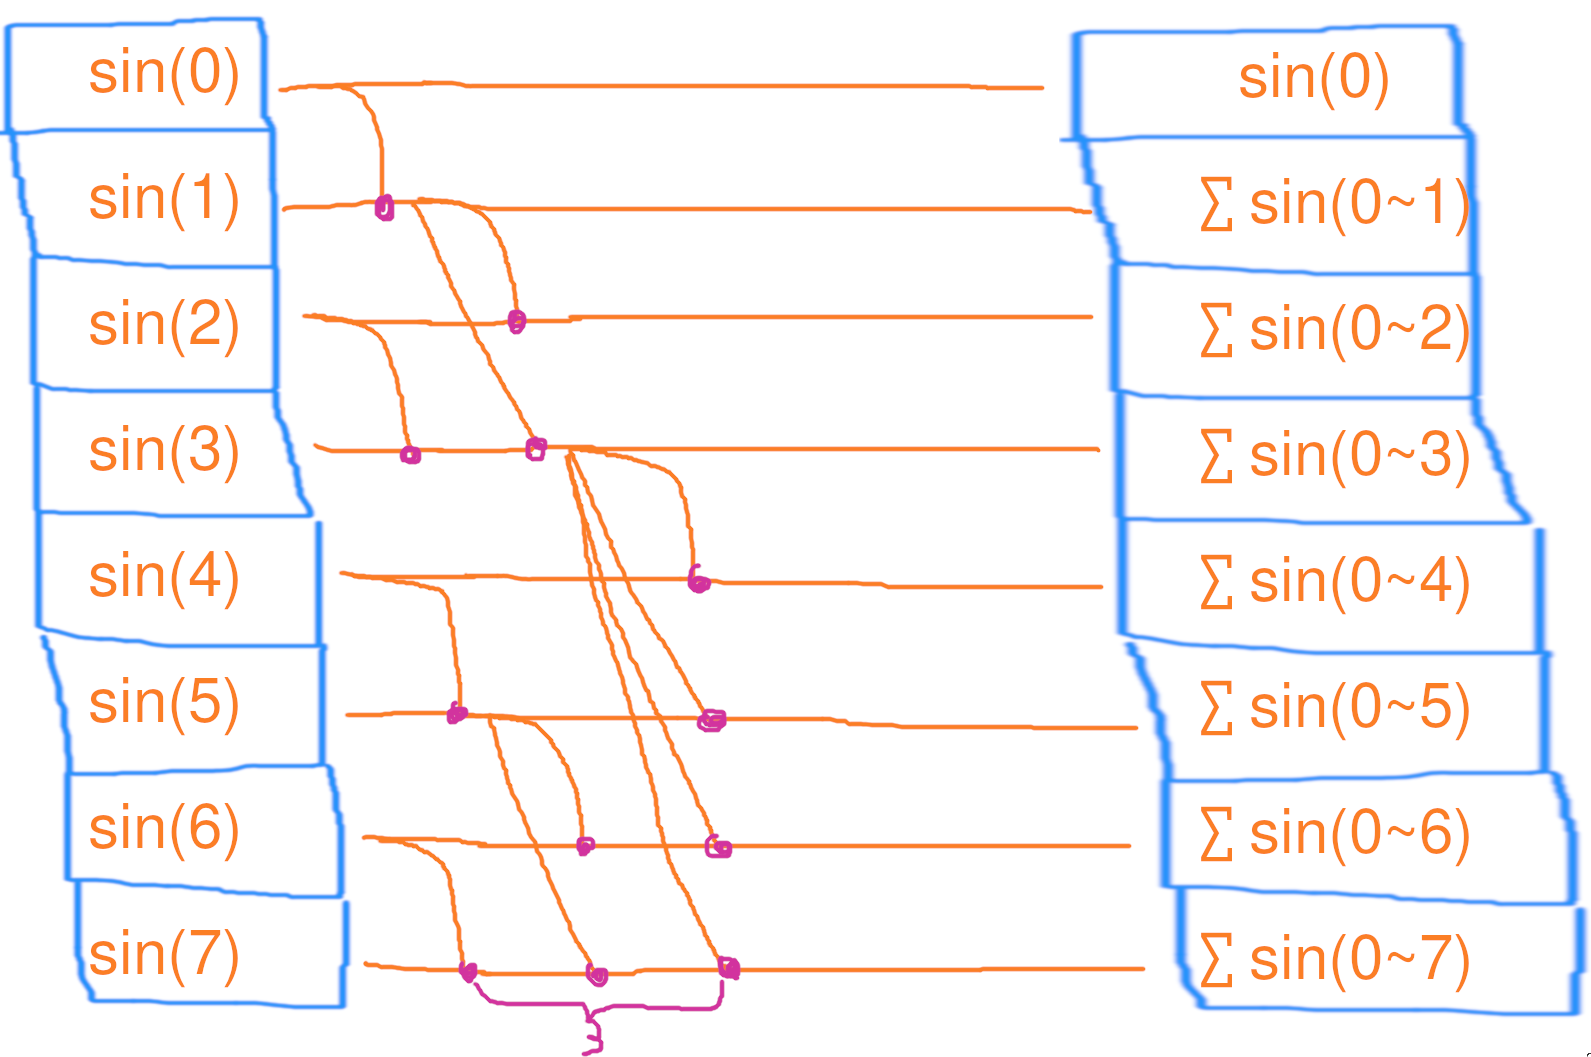 sin(0)
sin(1)
sin(2)
sin(3)
sin(4)
sin(5)
sin(6)
sin(7)
3
sin(0)
∑ sin(0~1)
∑ sin(0~2)
∑ sin(0~3)
∑ sin(0~4)
∑ sin(0~5)
∑ sin(0~6)
∑ sin(0~7)